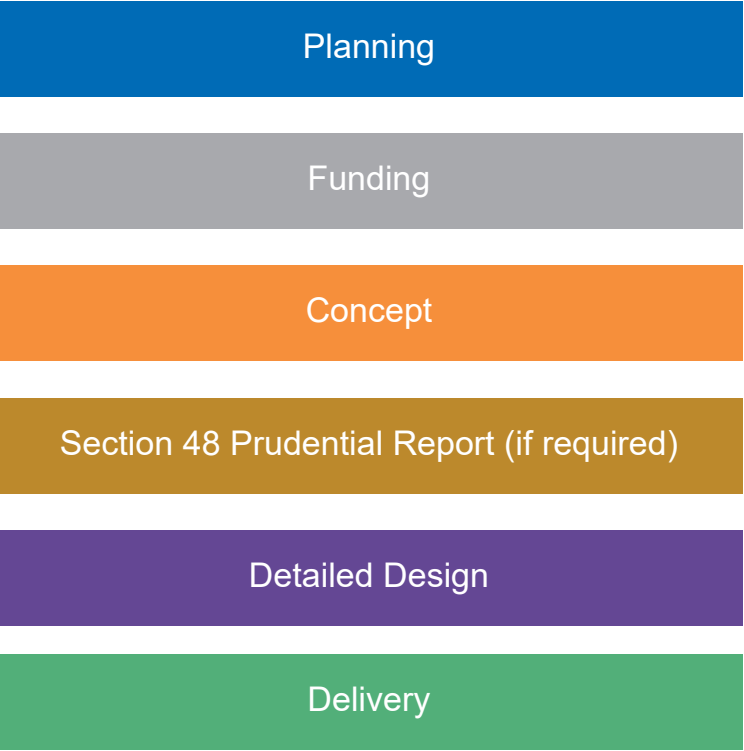 Planning
Funding
Concept
Section 48 Prudential Report (if required)
Detailed Design
Delivery